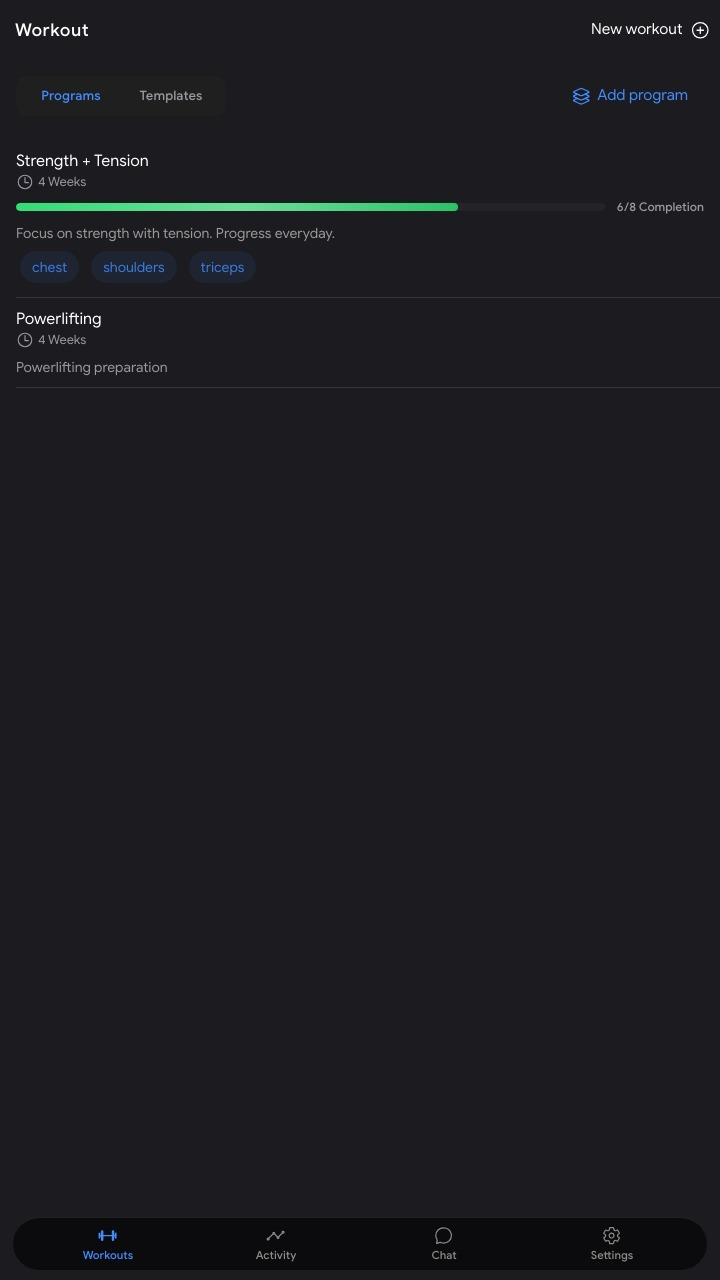 Workout
New workout
Programs
Templates
Add program
Strength + Tension
4 Weeks
6/8 Completion
Focus on strength with tension. Progress everyday.
chest
shoulders
triceps
Powerlifting
4 Weeks
Powerlifting preparation
Workouts
Activity
Chat
Settings